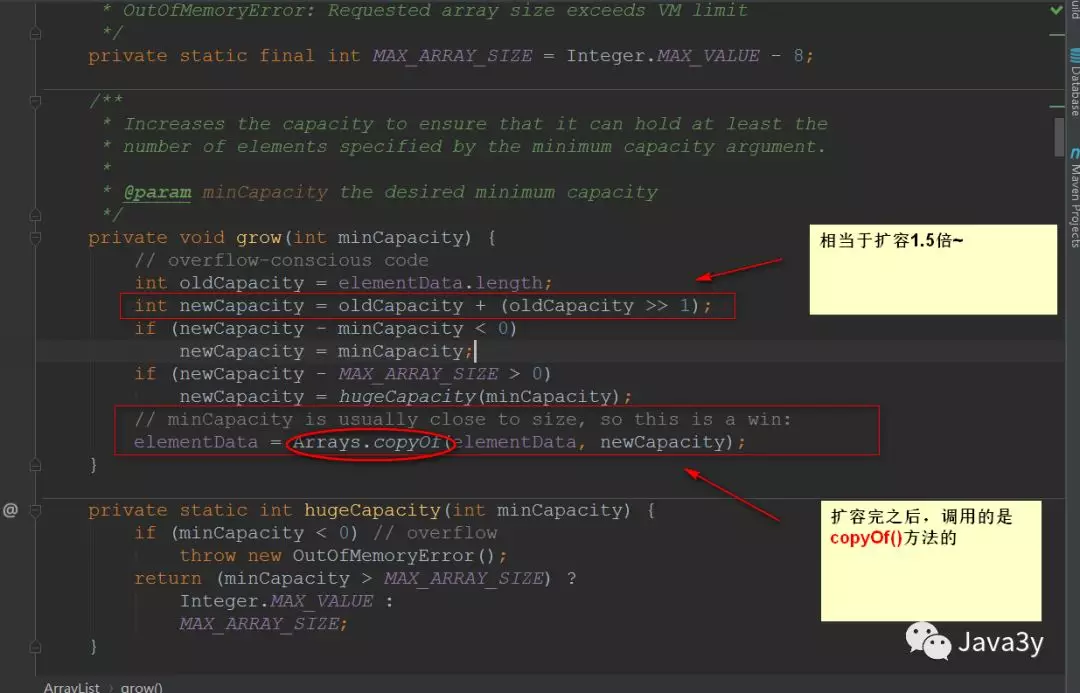 * OutOfMemoryError: Requested array size exceeds VM limit
*/
private static final int MAX_ARRAY_SIZE = Integer.MAX_VALUE - 8;
/**
* Increases the capacity to ensure that it can hold at least the
* number of elements specified by the minimum capacity argument.
*
* @param minCapacity the desired minimum capacity
*/
private void grow(int minCapacity) {
// overflow-conscious code
int oldCapacity = elementData.length;
int newCapacity = oldCapacity + (oldCapacity >> 1);
if (newCapacity - minCapacity < 0)
newCapacity = minCapacity;
if (newCapacity - MAX_ARRAY_SIZE > 0)
newCapacity = hugeCapacity(minCapacity);
// minCapacity is usually close to size, so this is a win:
elementData = Arrays.copyOf(elementData, newCapacity);
}
@
private static int hugeCapacity(int minCapacity) {
if (minCapacity < 0) // overflow
throw new OutOfMemoryError();
return (minCapacity > MAX_ARRAY_SIZE) ?
Integer.MAX_VALUE :
MAX_ARRAY_SIZE;
}
相当于扩容1.5倍~
扩容完之后，调用的是
copyOf()方法的
Java3y
ArrayList › grow()
Database
m Maven Projects